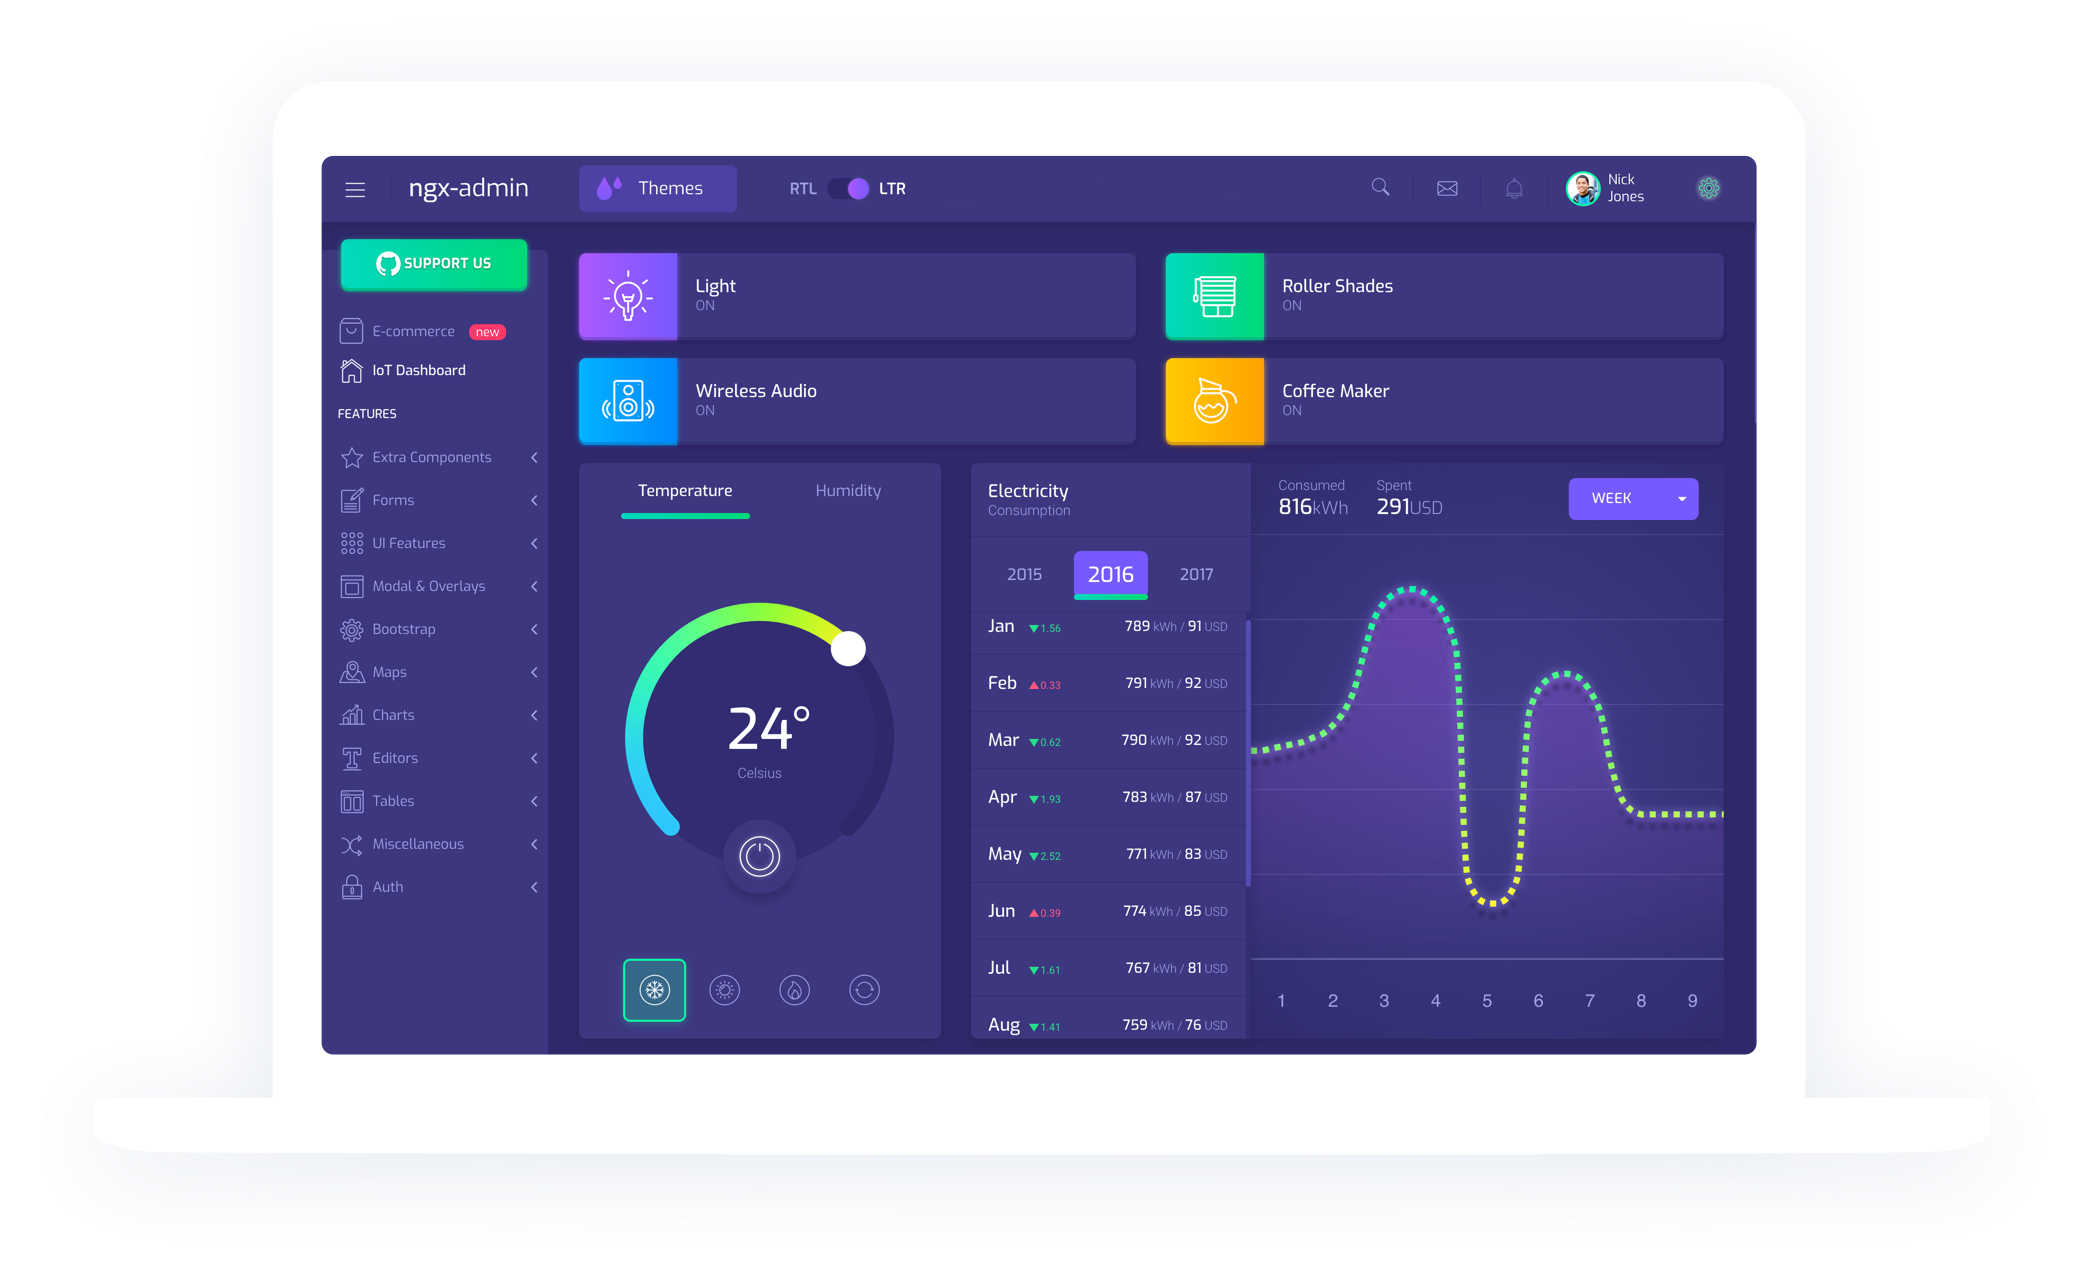 ngx-admin
Themes
RTL LTR
Nick
Jones
SUPPORT US
E-commerce new
IoT Dashboard
FEATURES
Extra Components
Forms
UI Features
Modal & Overlays
Bootstrap
Maps
Charts
Editors
Tables
Miscellaneous
Auth
Light
ON
Roller Shades
ON
Wireless Audio
ON
Coffee Maker
ON
Temperature Humidity
24°
Celsius
Electricity
Consumption
2015 2016 2017
Jan 1.56 789 kWh / 91 USD
Feb 0.33 791 kWh / 92 USD
Mar 0.62 790 kWh / 92 USD
Apr 1.93 783 kWh / 87 USD
May 2.52 771 kWh / 83 USD
Jun 0.39 774 kWh / 85 USD
Jul 1.61 767 kWh / 81 USD
Aug 1.41 759 kWh / 76 USD
Consumed Spent
816kWh 291USD
WEEK
1 2 3 4 5 6 7 8 9